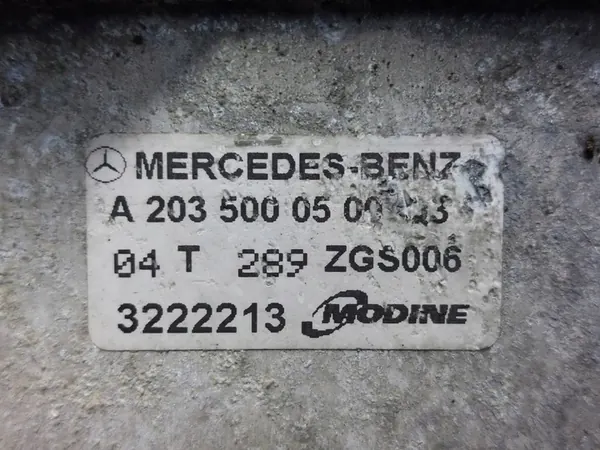 MERCEDES-BENZ
A 203 500 05 00
04 T 289 ZGS006
3222213 MODINE